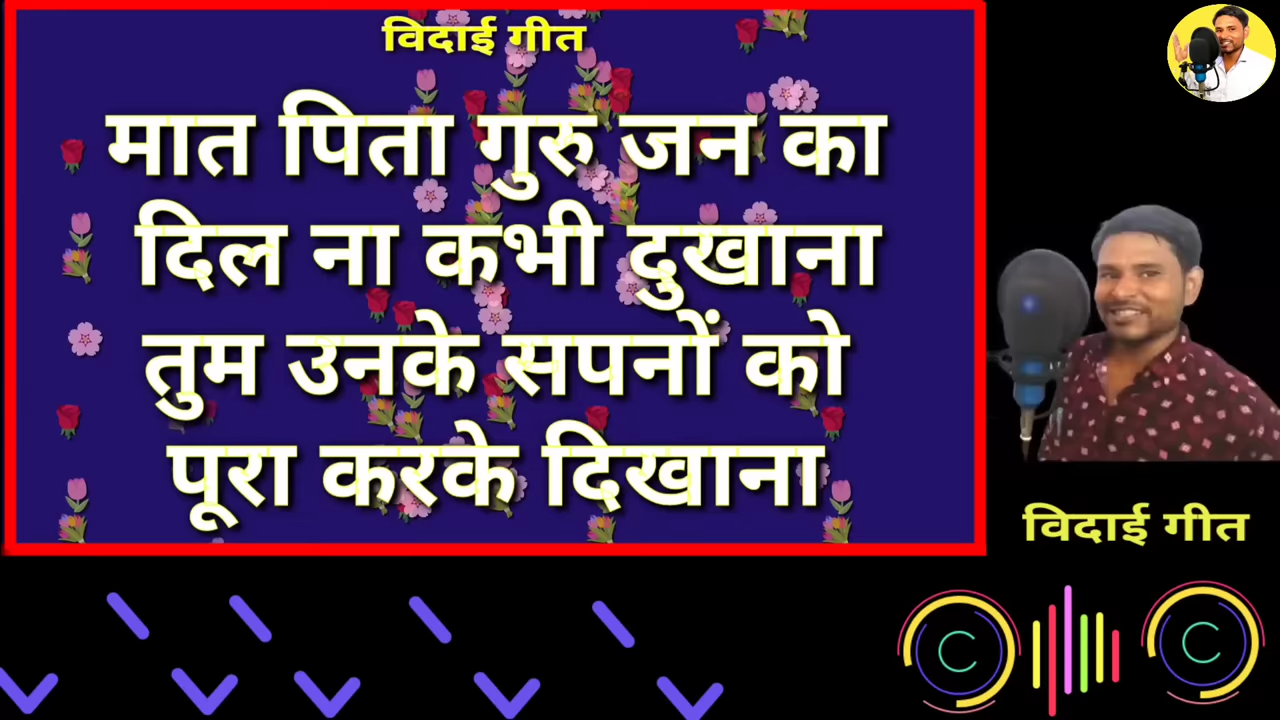 विदाई गीत
मात पिता गुरु जन का
दिल ना कभी दुखाना
तुम उनके सपनों को
पूरा करके दिखाना
विदाई गीत